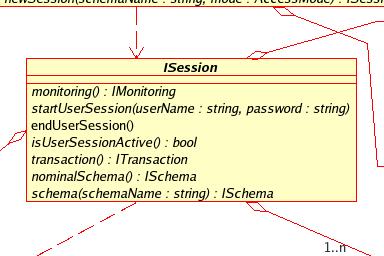 newSession(schemaName : string, mode : AccessMode) : ISessi
ISession
monitoring() : IMonitoring
startUserSession(userName : string, password : string)
endUserSession()
isUserSessionActive() : bool
transaction() : ITransaction
nominalSchema() : ISchema
schema(schemaName : string) : ISchema
1..n